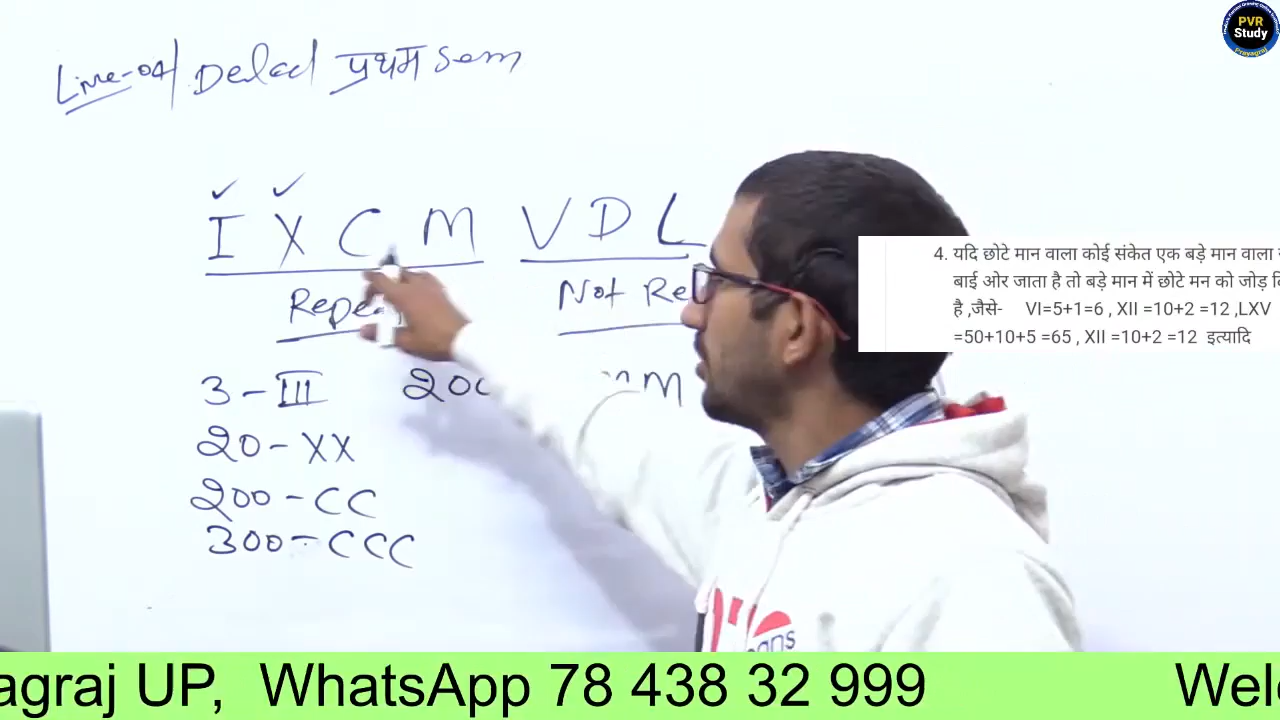 PVR
Study
Prayagraj
Live-04 Deled प्रथम Sem
I X C M V D L
Repea
Not Re
3 - III
200
MM
20 - XX
200 - CC
300 - CCC
4. यदि छोटे मान वाला कोई संकेत एक बड़े मान वाला
बाई ओर जाता है तो बड़े मान में छोटे मन को जोड़
है ,जैसे- VI=5+1=6 , XII =10+2 =12 ,LXV
=50+10+5 =65 , XII =10+2 =12 इत्यादि
agraj UP, WhatsApp 78 438 32 999 Wel